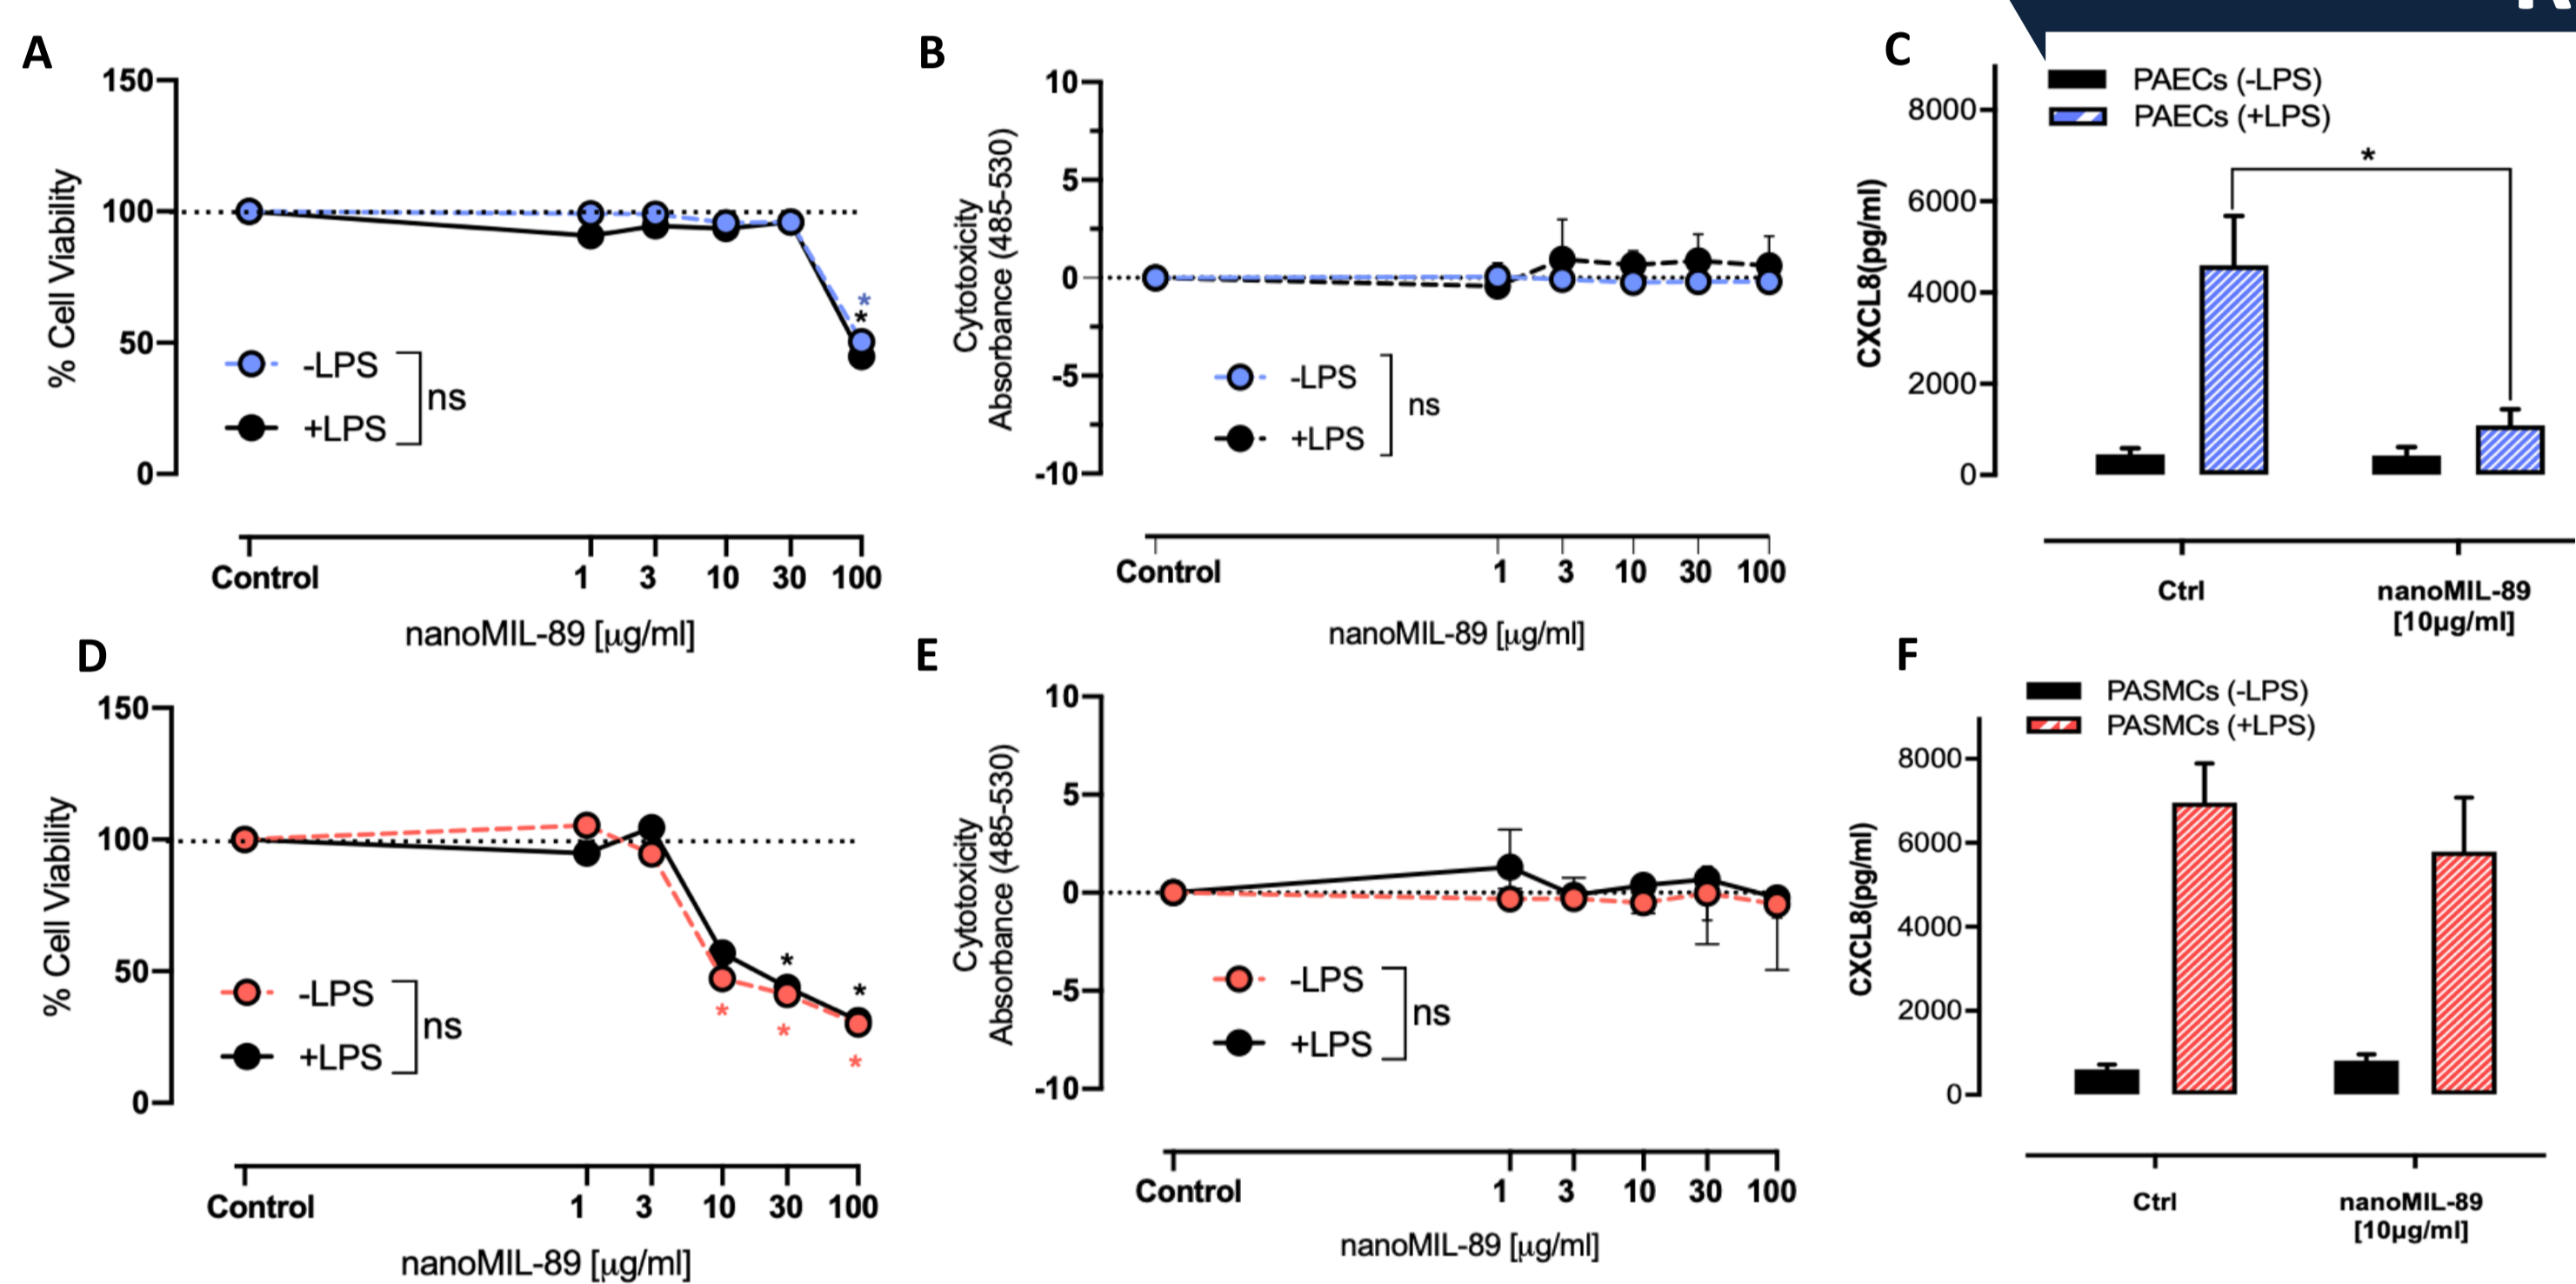 A
150
100
50
0
% Cell Viability
*
*
-LPS
+LPS
ns
Control 1 3 10 30 100
nanoMIL-89 [µg/ml]
B
10
5
0
-5
-10
Cytotoxicity
Absorbance (485-530)
-LPS
+LPS
ns
Control 1 3 10 30 100
nanoMIL-89 [µg/ml]
C
PAECs (-LPS)
PAECs (+LPS)
8000
6000
4000
2000
0
CXCL8(pg/ml)
*
Ctrl nanoMIL-89
[10µg/ml]
D
150
100
50
0
% Cell Viability
* *
* * *
-LPS
+LPS
ns
Control 1 3 10 30 100
nanoMIL-89 [µg/ml]
E
10
5
0
-5
-10
Cytotoxicity
Absorbance (485-530)
-LPS
+LPS
ns
Control 1 3 10 30 100
nanoMIL-89 [µg/ml]
F
PASMCs (-LPS)
PASMCs (+LPS)
8000
6000
4000
2000
0
CXCL8(pg/ml)
Ctrl nanoMIL-89
[10µg/ml]